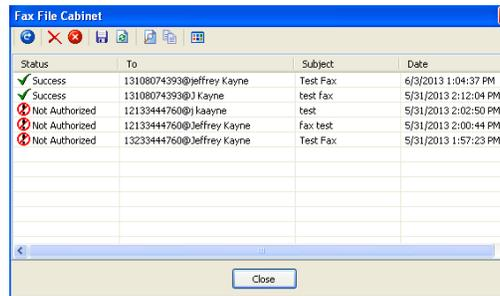 Fax File Cabinet
Status To Subject Date
Success 13108074393@jeffrey Kayne Test Fax 6/3/2013 1:04:37 PM
Success 13108074393@J Kayne test fax 5/31/2013 2:12:04 PM
Not Authorized 12133444760@j kaayne test 5/31/2013 2:02:50 PM
Not Authorized 12133444760@Jeffrey Kayne fax test 5/31/2013 2:00:44 PM
Not Authorized 13233444760@Jeffrey Kayne Test Fax 5/31/2013 1:57:23 PM
Close